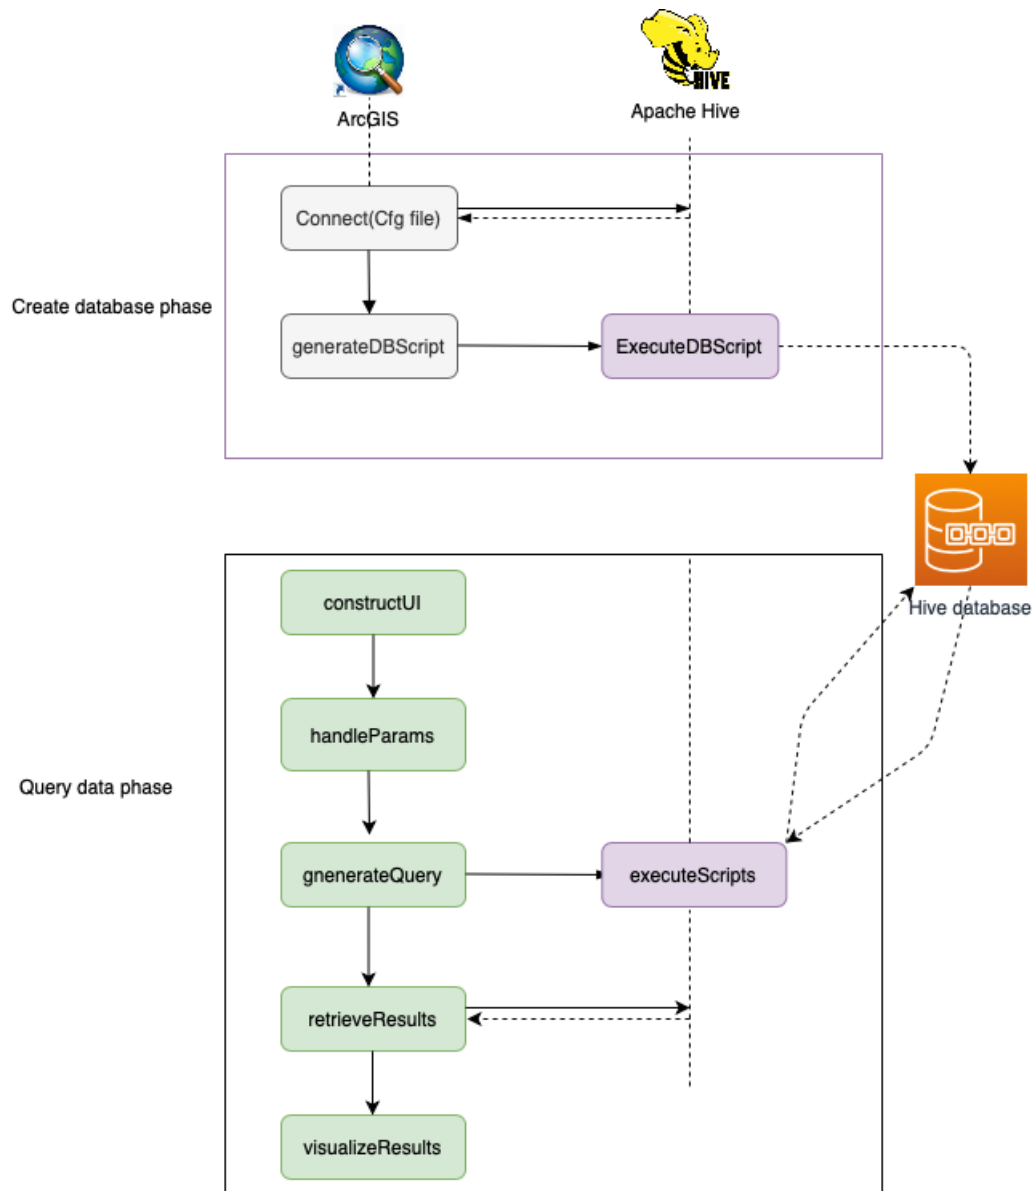 HIVE
ArcGIS
Apache Hive
Connect(Cfg file)
Create database phase
generateDBScript
ExecuteDBScript
Hive database
constructUI
handleParams
Query data phase
gnenerateQuery
executeScripts
retrieveResults
visualizeResults